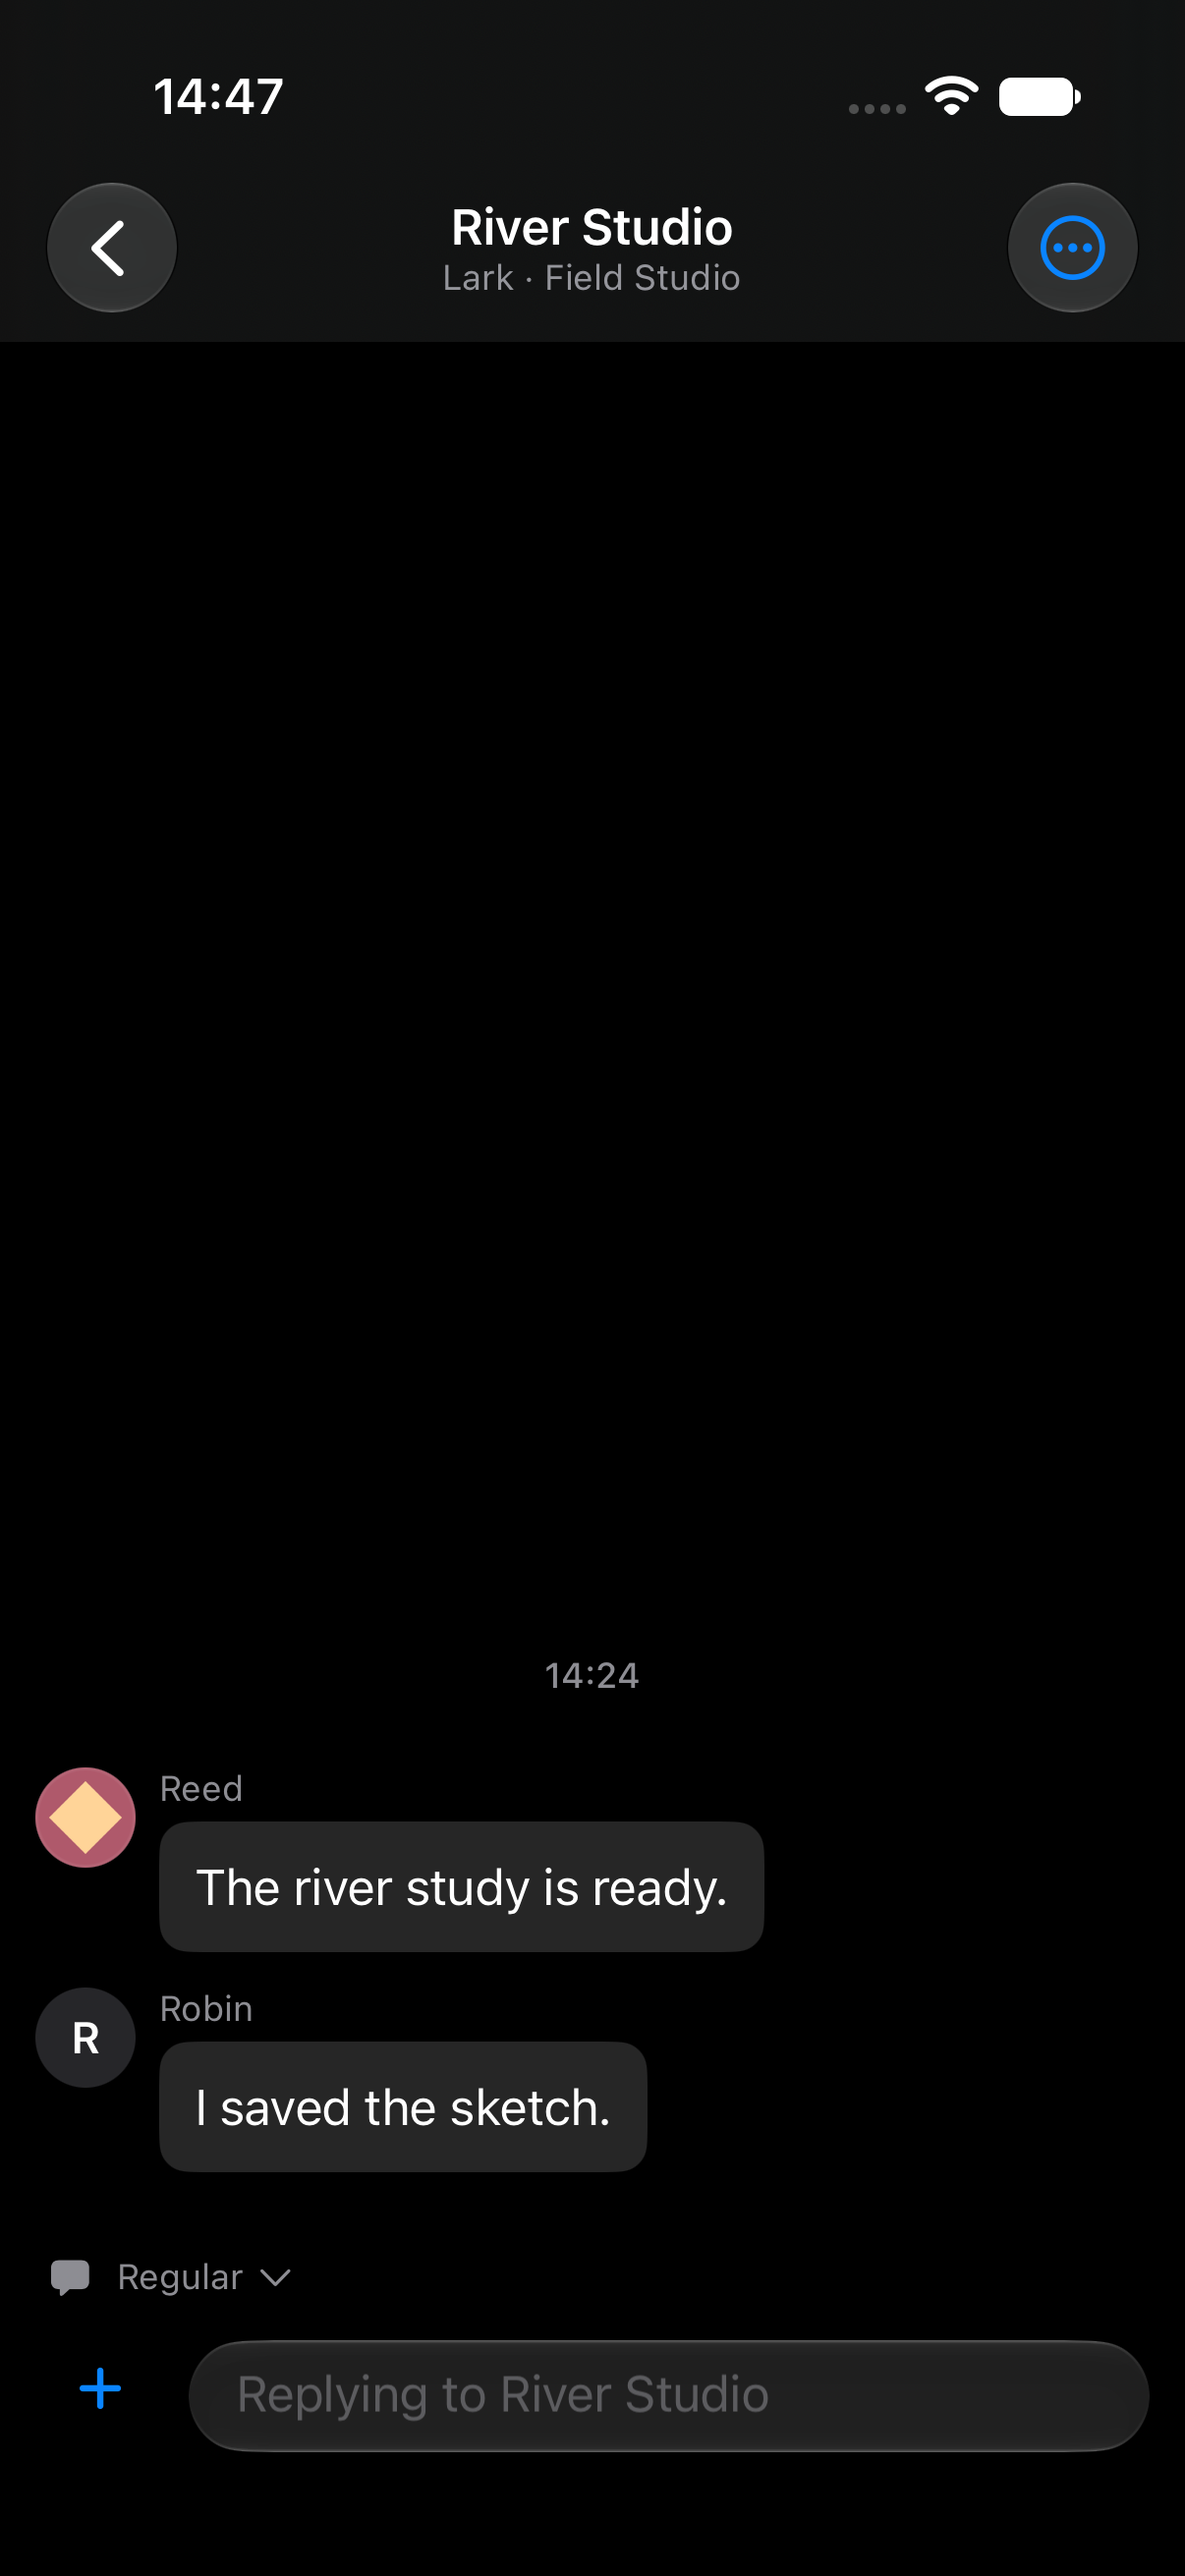 14:47
River Studio
Lark · Field Studio
14:24
Reed
The river study is ready.
R
Robin
I saved the sketch.
Regular
Replying to River Studio